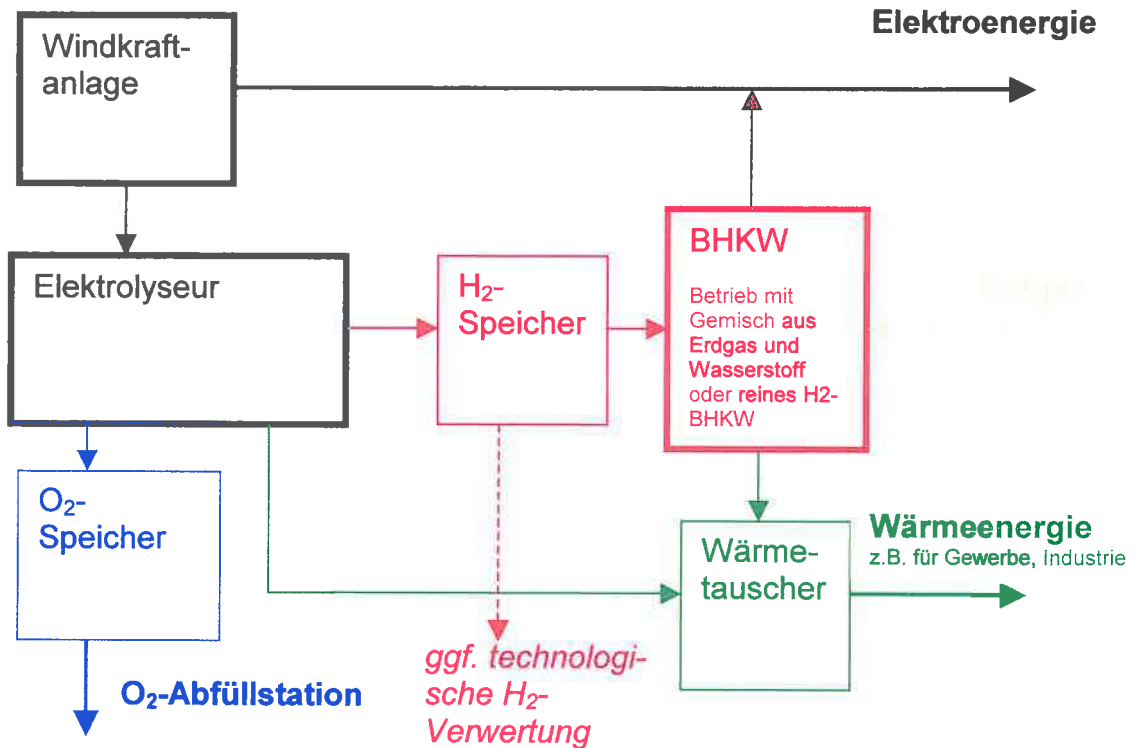 Elektroenergie
Windkraft-
anlage
Elektrolyseur
H₂-
Speicher
BHKW
Betrieb mit
Gemisch aus
Erdgas und
Wasserstoff
oder reines H2-
BHKW
O₂-
Speicher
Wärme-
tauscher
Wärmeenergie
z.B. für Gewerbe, Industrie
ggf. technologi-
sche H₂-
Verwertung
O₂-Abfüllstation